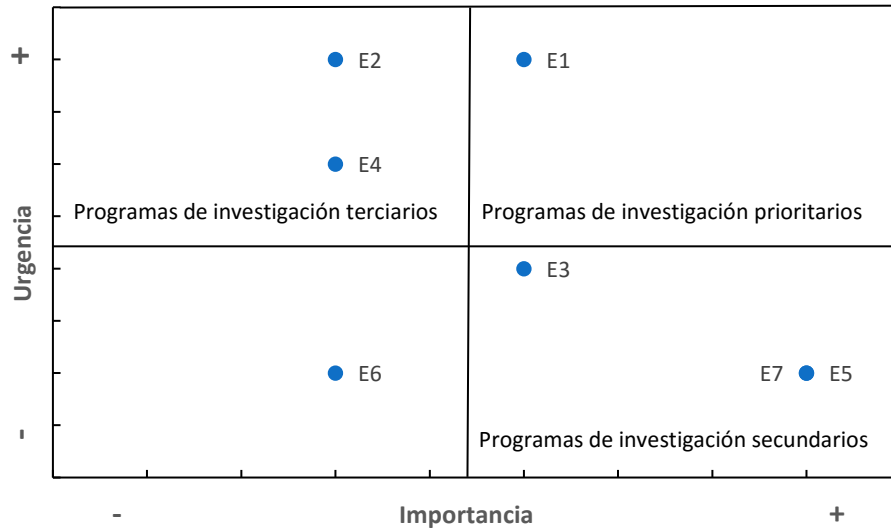 +
E2
E1
E4
Programas de investigación terciarios
Programas de investigación prioritarios
Urgencia
E3
E6
E7
E5
-
Programas de investigación secundarios
-
Importancia
+